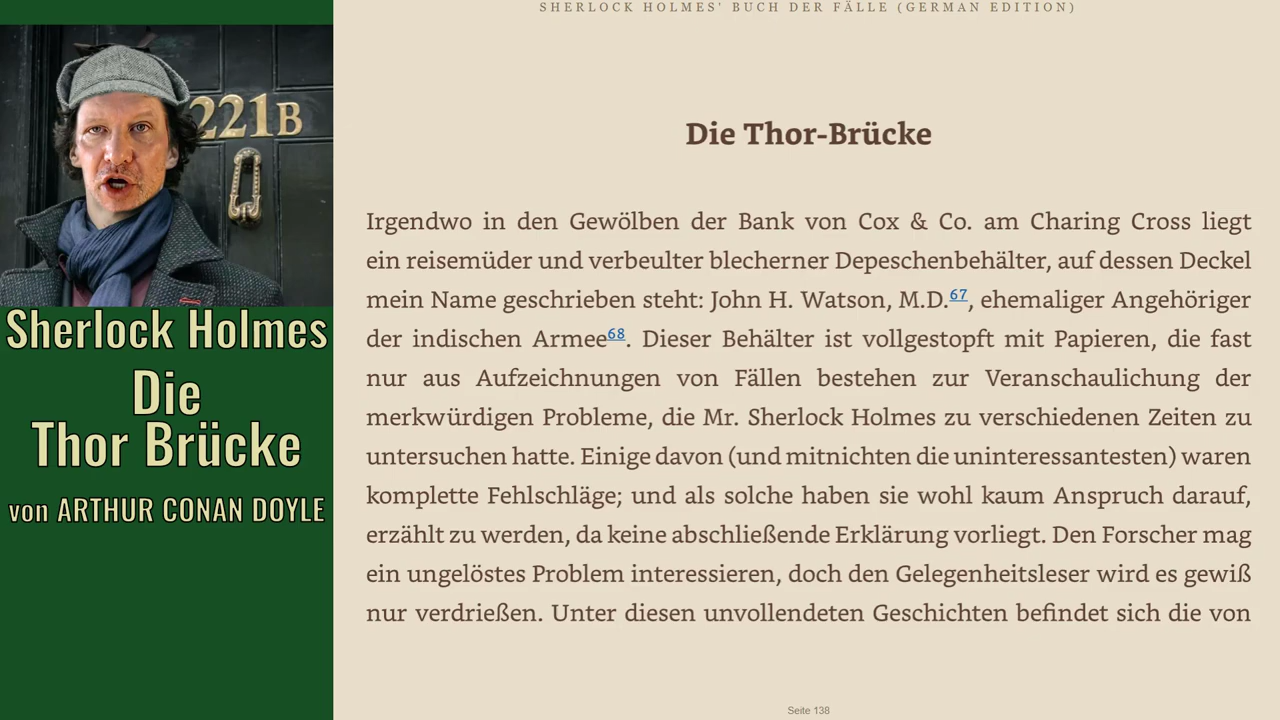 SHERLOCK HOLMES' BUCH DER FÄLLE (GERMAN EDITION)
221B
Sherlock Holmes
Die
Thor Brücke
von ARTHUR CONAN DOYLE
Die Thor-Brücke
Irgendwo in den Gewölben der Bank von Cox & Co. am Charing Cross liegt
ein reisemüder und verbeulter blecherner Depeschenbehälter, auf dessen Deckel
mein Name geschrieben steht: John H. Watson, M.D.67, ehemaliger Angehöriger
der indischen Armee68. Dieser Behälter ist vollgestopft mit Papieren, die fast
nur aus Aufzeichnungen von Fällen bestehen zur Veranschaulichung der
merkwürdigen Probleme, die Mr. Sherlock Holmes zu verschiedenen Zeiten zu
untersuchen hatte. Einige davon (und mitnichten die uninteressantesten) waren
komplette Fehlschläge; und als solche haben sie wohl kaum Anspruch darauf,
erzählt zu werden, da keine abschließende Erklärung vorliegt. Den Forscher mag
ein ungelöstes Problem interessieren, doch den Gelegenheitsleser wird es gewiß
nur verdrießen. Unter diesen unvollendeten Geschichten befindet sich die von
Seite 138